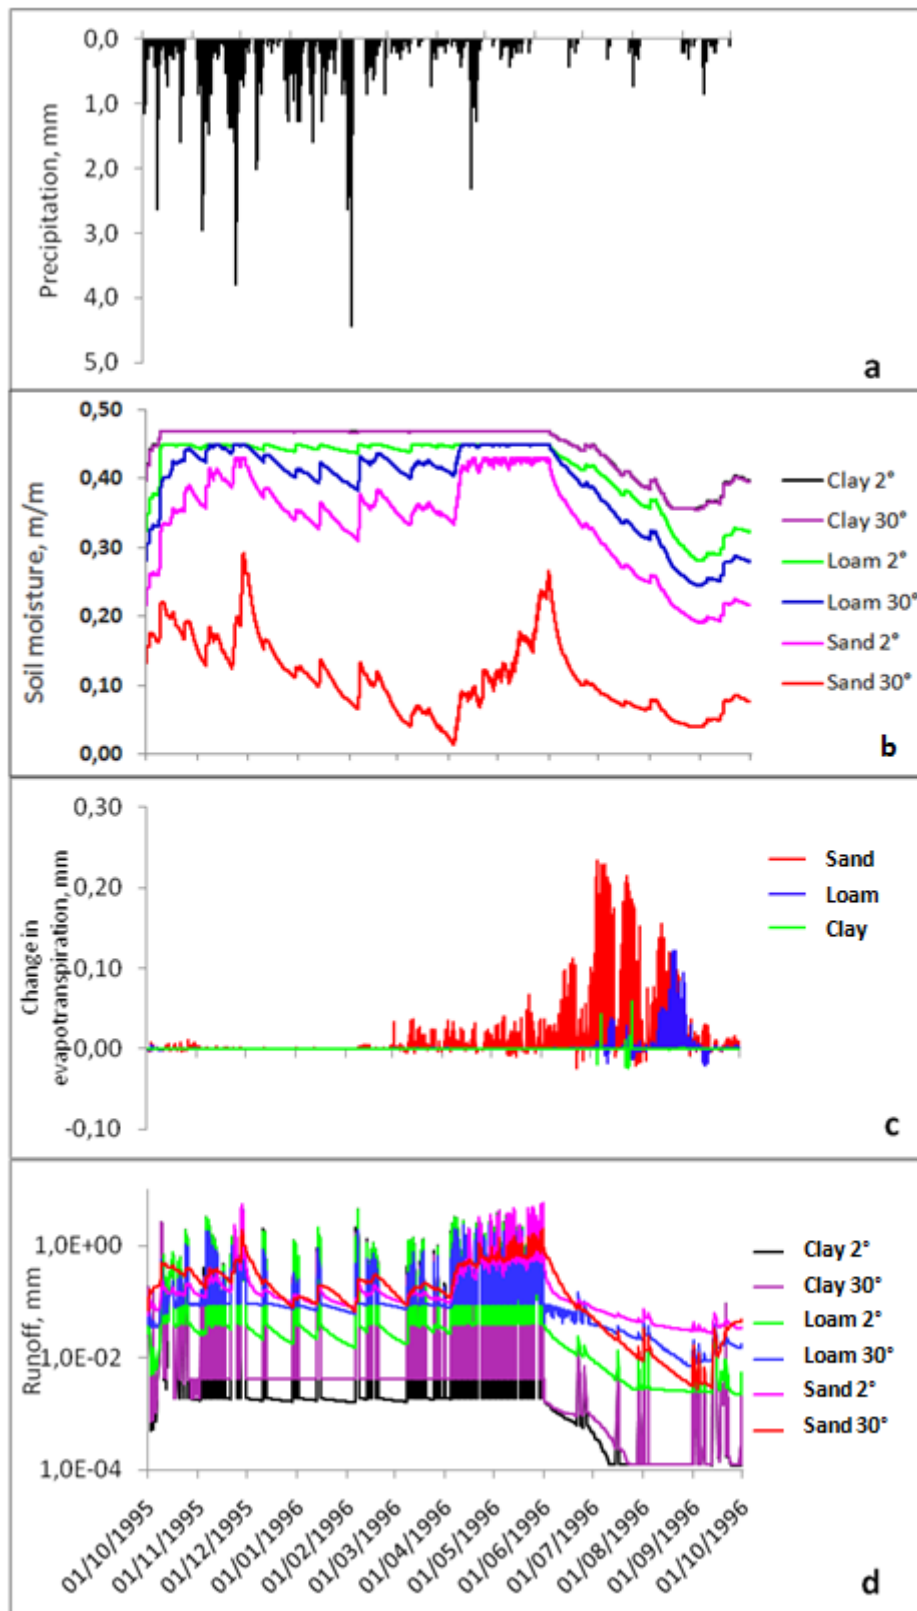 0,0
1,0
2,0
3,0
4,0
5,0
Precipitation, mm
a
0,50
0,40
0,30
0,20
0,10
0,00
Soil moisture, m/m
Clay 2°
Clay 30°
Loam 2°
Loam 30°
Sand 2°
Sand 30°
b
0,30
0,20
0,10
0,00
-0,10
Change in
evapotranspiration, mm
Sand
Loam
Clay
c
1,0E+00
1,0E-02
1,0E-04
Runoff, mm
Clay 2°
Clay 30°
Loam 2°
Loam 30°
Sand 2°
Sand 30°
01/10/1995
01/11/1995
01/12/1995
01/01/1996
01/02/1996
01/03/1996
01/04/1996
01/05/1996
01/06/1996
01/07/1996
01/08/1996
01/09/1996
01/10/1996
d